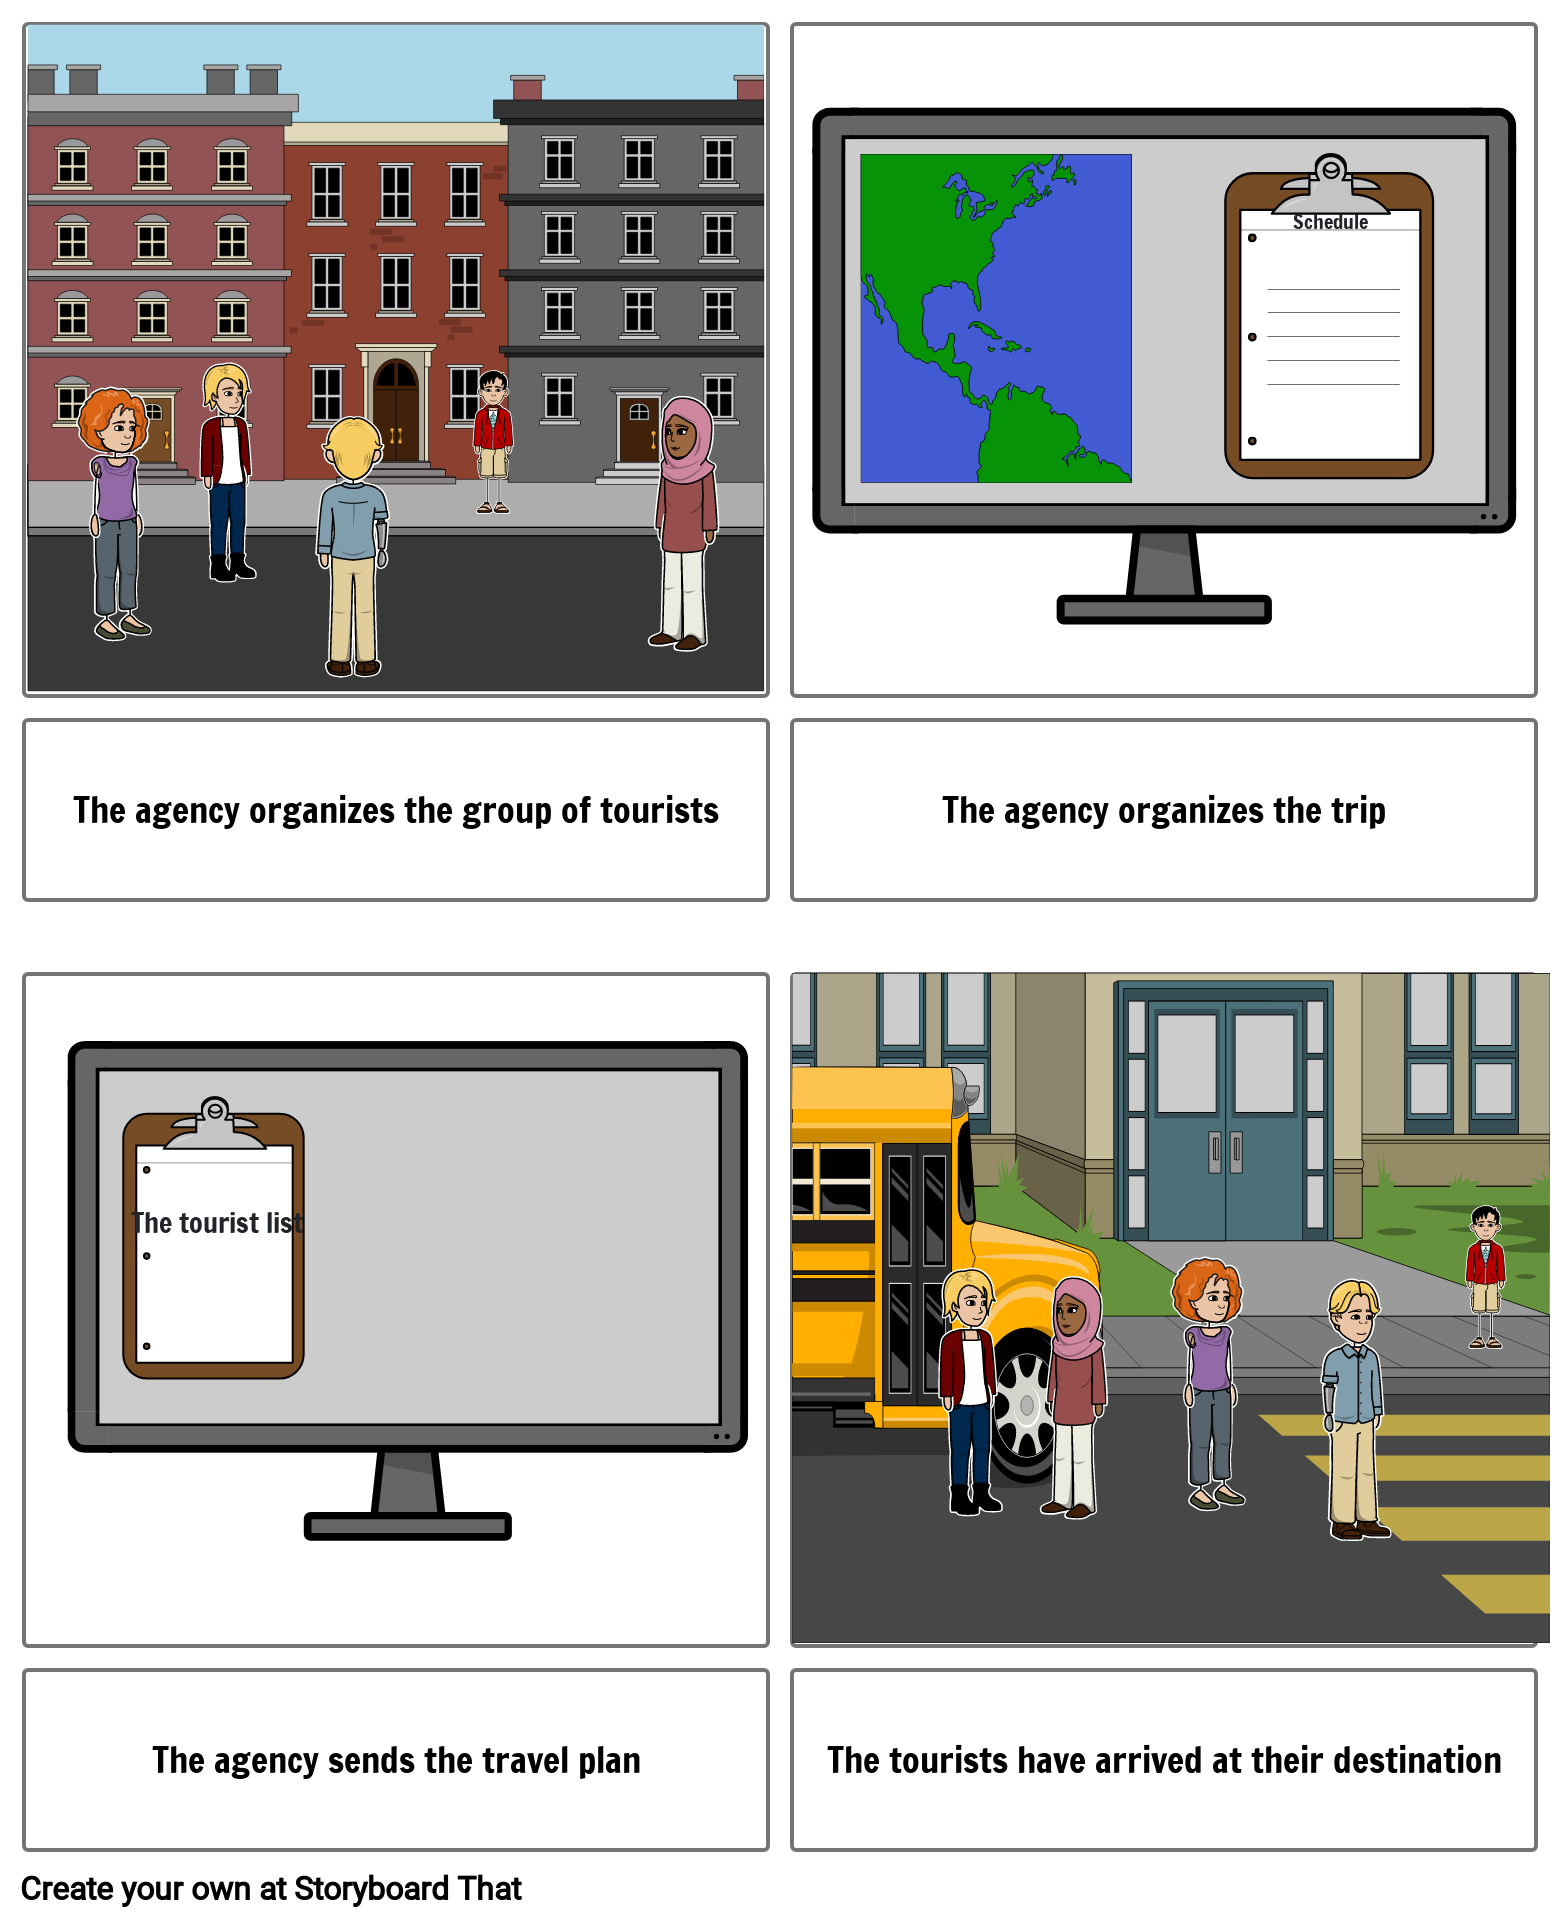 Schedule
The agency organizes the group of tourists
The agency organizes the trip
The tourist list
The agency sends the travel plan
The tourists have arrived at their destination
Create your own at Storyboard That